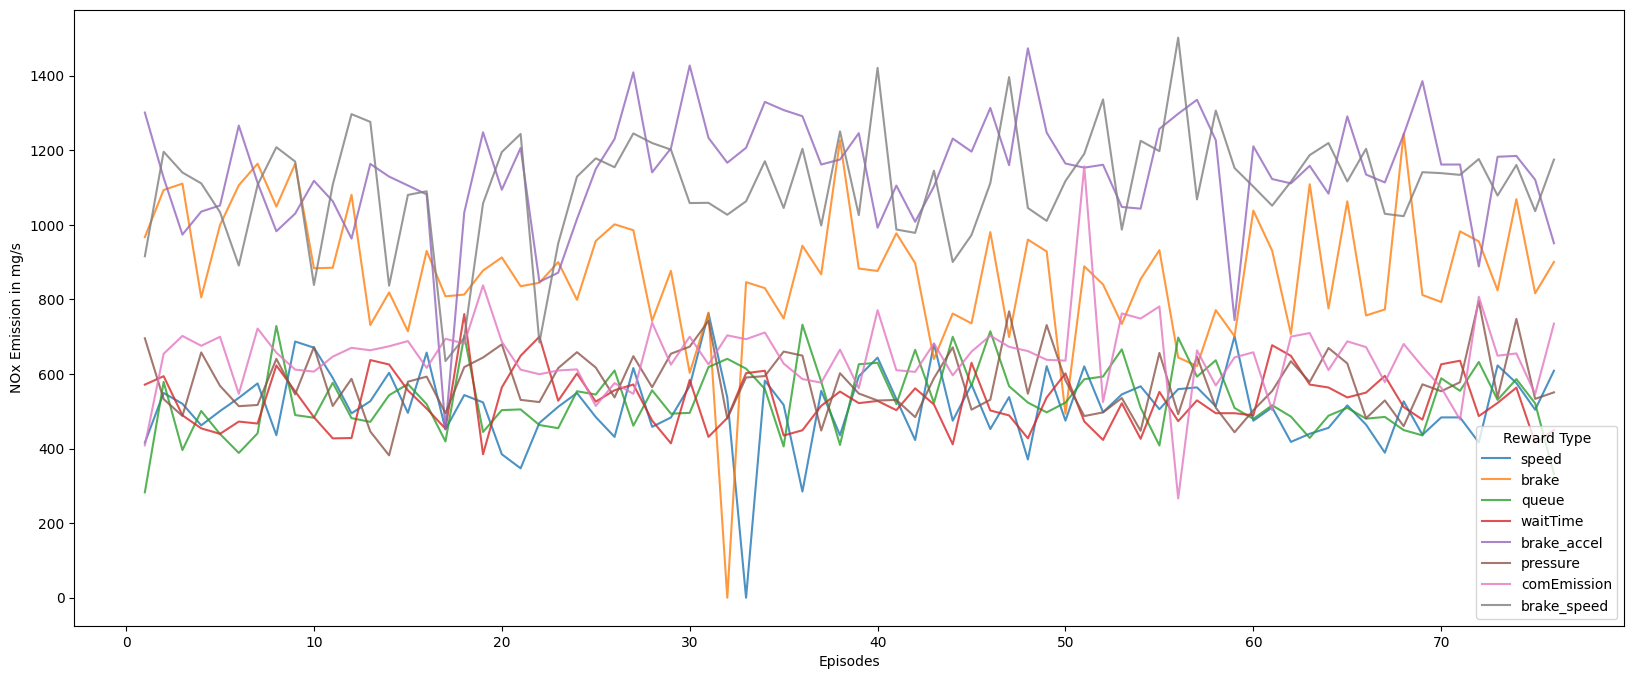 NOx Emission in mg/s
1400
1200
1000
800
600
400
200
0
0 10 20 30 40 50 60 70
Episodes
Reward Type
speed
brake
queue
waitTime
brake_accel
pressure
comEmission
brake_speed